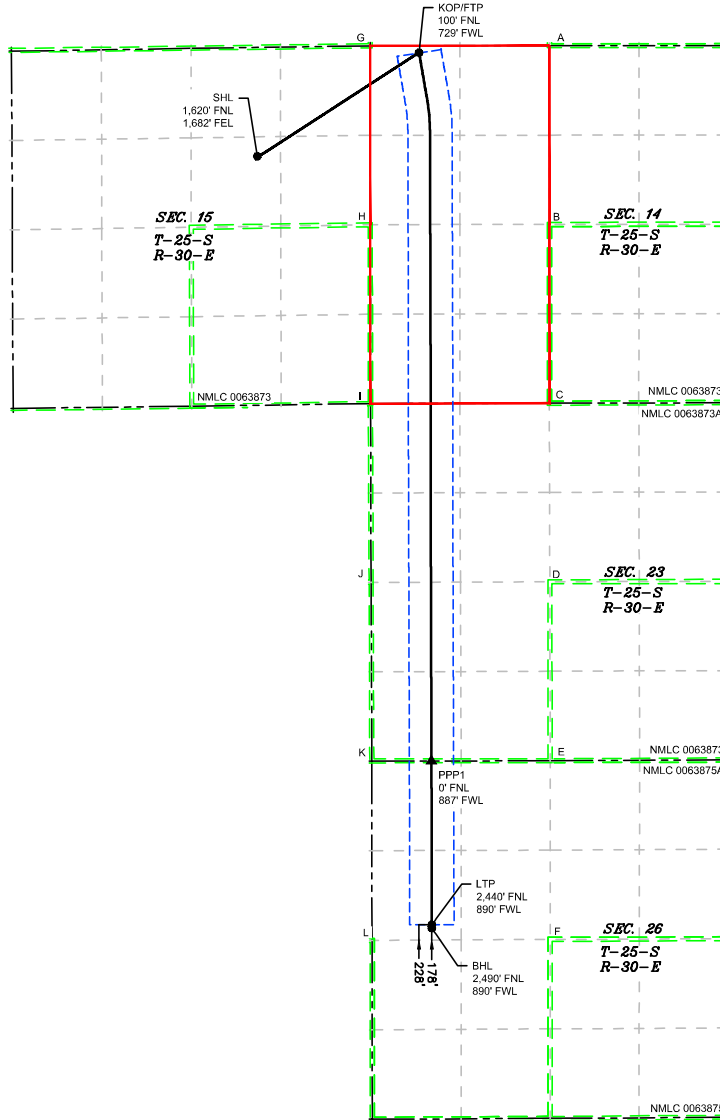 KOP/FTP
100' FNL
729' FWL
G
A
SHL
1,620' FNL
1,682' FEL
H
B
SEC. 15
T-25-S
R-30-E
SEC. 14
T-25-S
R-30-E
NMLC 0063873
I
C
NMLC 0063873
NMLC 0063873A
J
D
SEC. 23
T-25-S
R-30-E
K
E
NMLC 0063873
NMLC 0063875A
PPP1
0' FNL
887' FWL
LTP
2,440' FNL
890' FWL
L
F
SEC. 26
T-25-S
R-30-E
BHL
2,490' FNL
890' FWL
178'
228'
NMLC 0063875